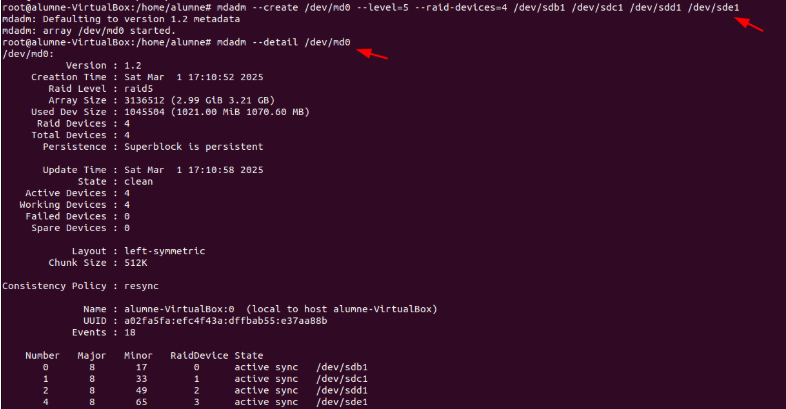 root@alumne-VirtualBox:/home/alumne# mdadm --create /dev/md0 --level=5 --raid-devices=4 /dev/sdb1 /dev/sdc1 /dev/sdd1 /dev/sde1
mdadm: Defaulting to version 1.2 metadata
mdadm: array /dev/md0 started.
root@alumne-VirtualBox:/home/alumne# mdadm --detail /dev/md0
/dev/md0:
Version : 1.2
Creation Time : Sat Mar 1 17:10:52 2025
Raid Level : raid5
Array Size : 3136512 (2.99 GiB 3.21 GB)
Used Dev Size : 1045504 (1021.00 MiB 1070.60 MB)
Raid Devices : 4
Total Devices : 4
Persistence : Superblock is persistent
Update Time : Sat Mar 1 17:10:58 2025
State : clean
Active Devices : 4
Working Devices : 4
Failed Devices : 0
Spare Devices : 0
Layout : left-symmetric
Chunk Size : 512K
Consistency Policy : resync
Name : alumne-VirtualBox:0 (local to host alumne-VirtualBox)
UUID : a02fa5fa:efc4f43a:dffbab55:e37aa88b
Events : 18
Number Major Minor RaidDevice State
0 8 17 0 active sync /dev/sdb1
1 8 33 1 active sync /dev/sdc1
2 8 49 2 active sync /dev/sdd1
4 8 65 3 active sync /dev/sde1